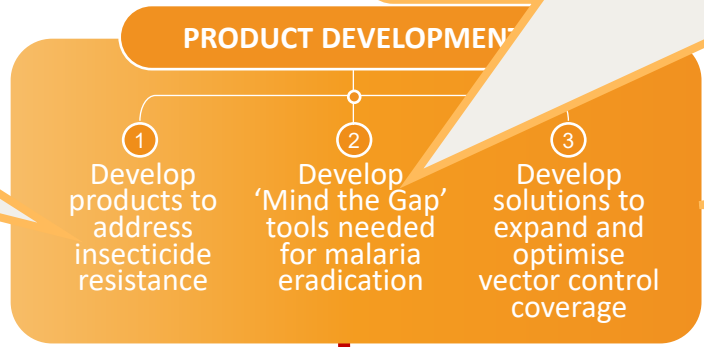 PRODUCT DEVELOPMENT
1
Develop
products to
address
insecticide
resistance
2
Develop
‘Mind the Gap’
tools needed
for malaria
eradication
3
Develop
solutions to
expand and
optimise
vector control
coverage